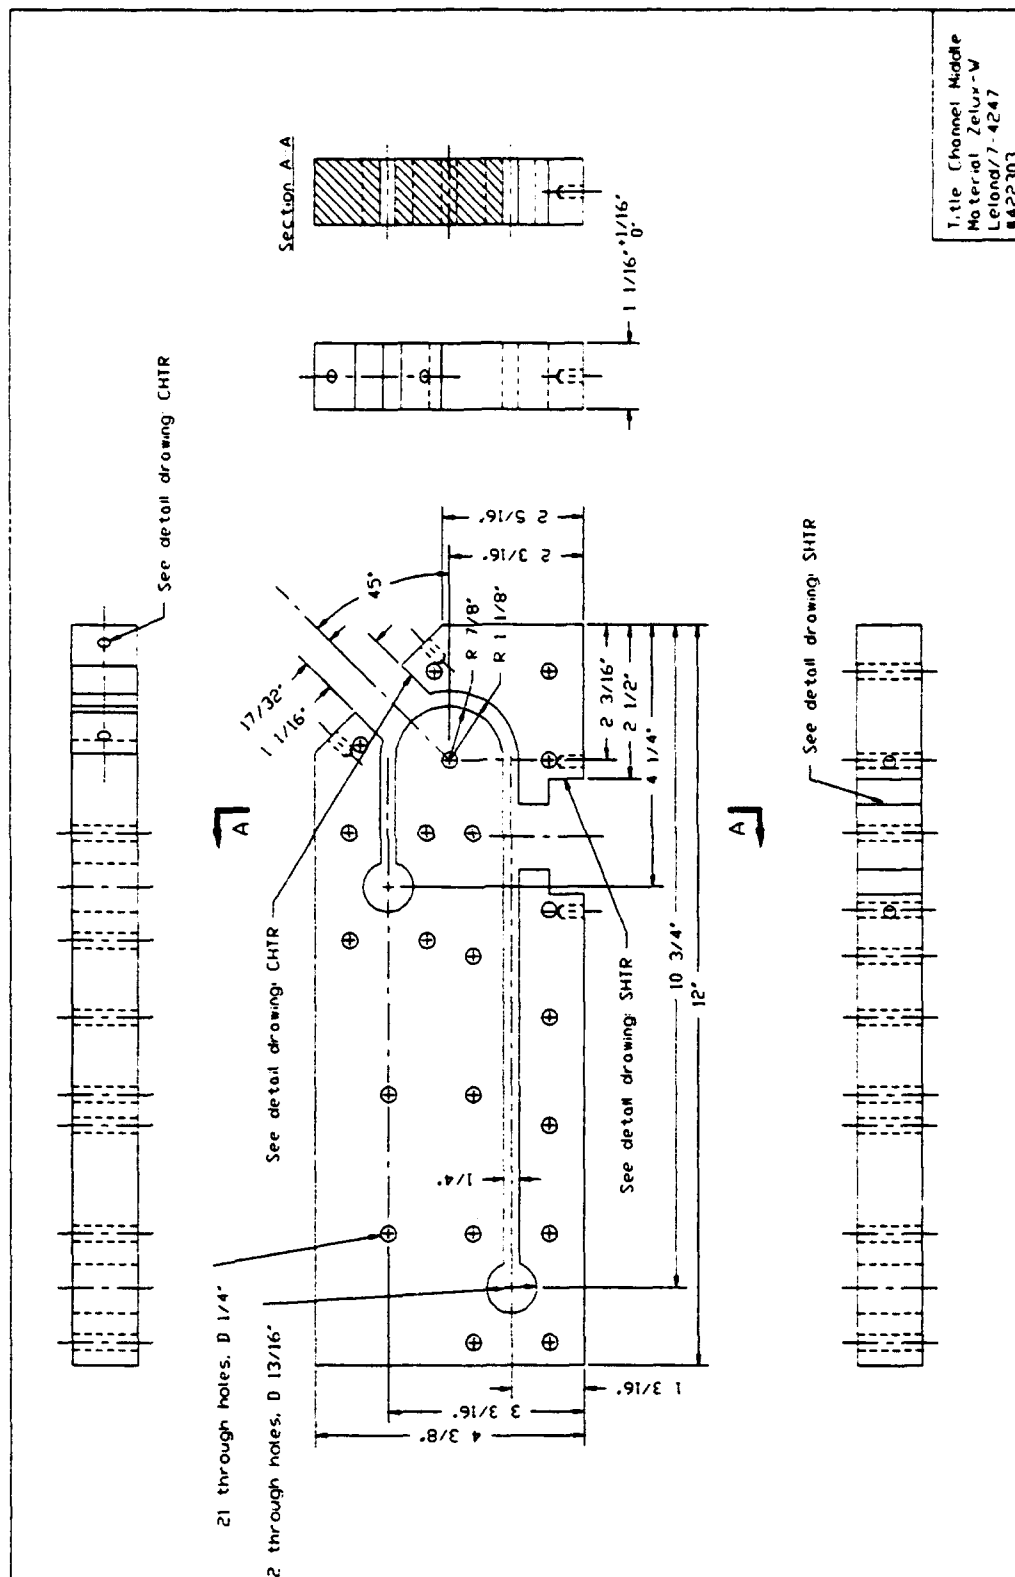 Title Channel Middle
Material Zelux-W
Leland/7-4247
#422303
Section A A
1 1/16" +1/16"
0"
See detail drawing: CHTR
17/32"
1 1/16"
45°
2 5/16"
2 3/16"
R 7/8"
R 1 1/8"
2 3/16"
2 1/2"
4 1/4"
10 3/4"
12"
A
A
See detail drawing: CHTR
See detail drawing: SHTR
See detail drawing: SHTR
1/4"
21 through holes, D 1/4"
2 through holes, D 13/16"
1 3/16"
3 3/16"
4 3/8"